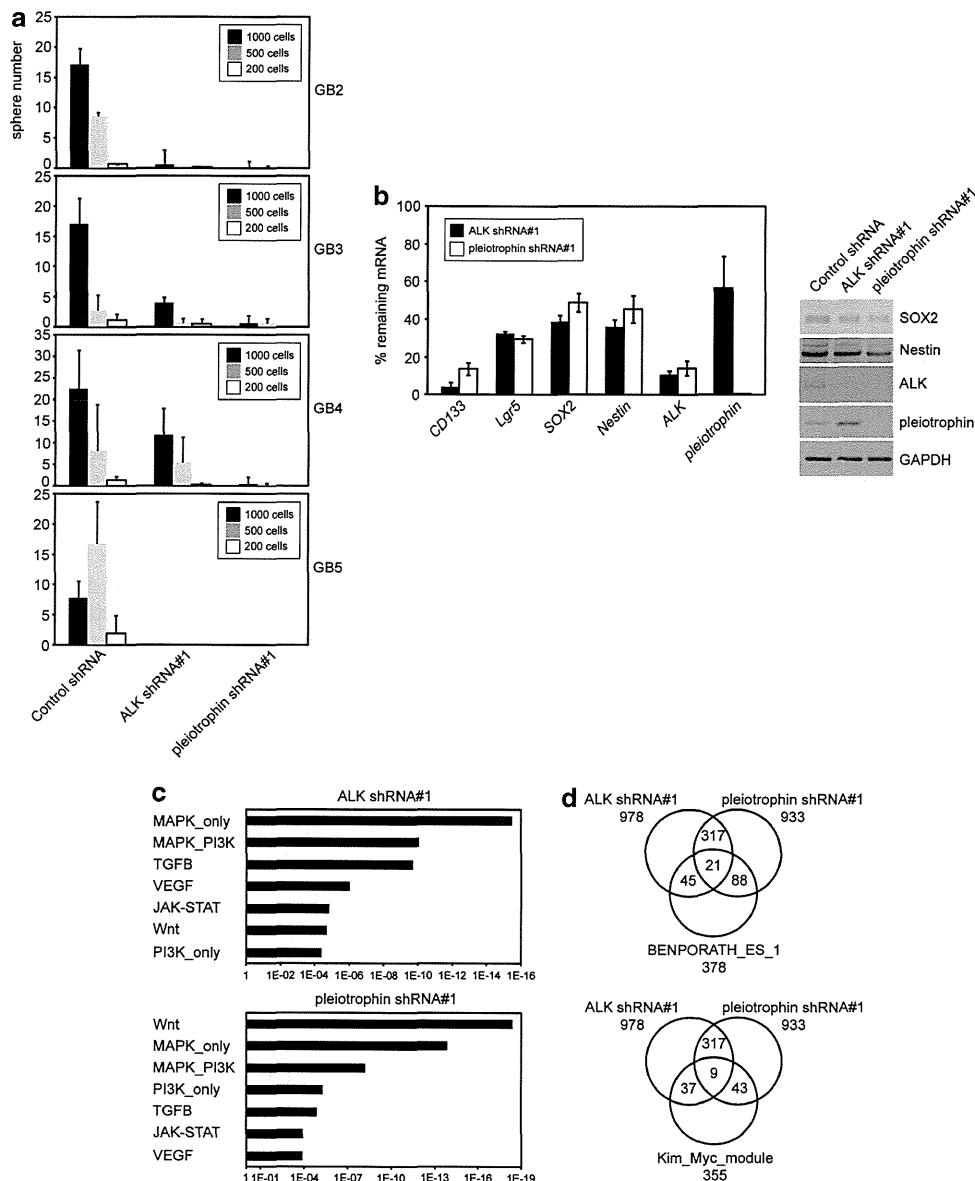 a
sphere number
25
20
15
10
5
0
1000 cells
500 cells
200 cells
GB2
25
20
15
10
5
0
1000 cells
500 cells
200 cells
GB3
35
30
25
20
15
10
5
0
1000 cells
500 cells
200 cells
GB4
25
20
15
10
5
0
1000 cells
500 cells
200 cells
GB5
Control shRNA
ALK shRNA#1
pleiotrophin shRNA#1
b
% remaining mRNA
100
80
60
40
20
0
ALK shRNA#1
pleiotrophin shRNA#1
CD133
Lgr5
SOX2
Nestin
ALK
pleiotrophin
Control shRNA
ALK shRNA#1
pleiotrophin shRNA#1
SOX2
Nestin
ALK
pleiotrophin
GAPDH
c
ALK shRNA#1
MAPK_only
MAPK_PI3K
TGFB
VEGF
JAK-STAT
Wnt
PI3K_only
1 1E-02 1E-04 1E-06 1E-08 1E-10 1E-12 1E-14 1E-16
pleiotrophin shRNA#1
Wnt
MAPK_only
MAPK_PI3K
PI3K_only
TGFB
JAK-STAT
VEGF
1 1E-01 1E-04 1E-07 1E-10 1E-13 1E-16 1E-19
d
ALK shRNA#1
978
pleiotrophin shRNA#1
933
317
21
45
88
BENPORATH_ES_1
378
ALK shRNA#1
978
pleiotrophin shRNA#1
933
317
9
37
43
Kim_Myc_module
355